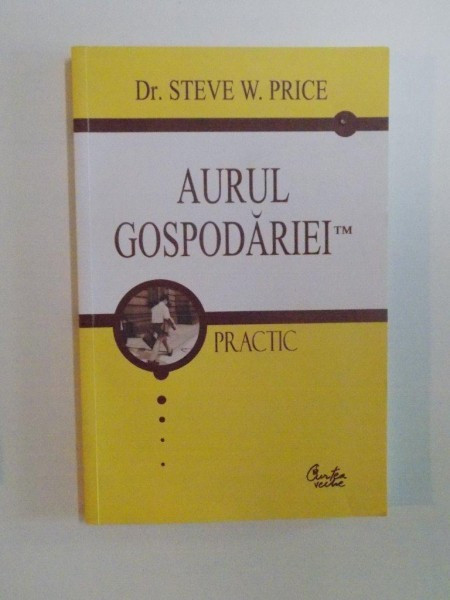 Dr. STEVE W. PRICE
AURUL
GOSPODĂRIEI™
PRACTIC
Curtea
veche